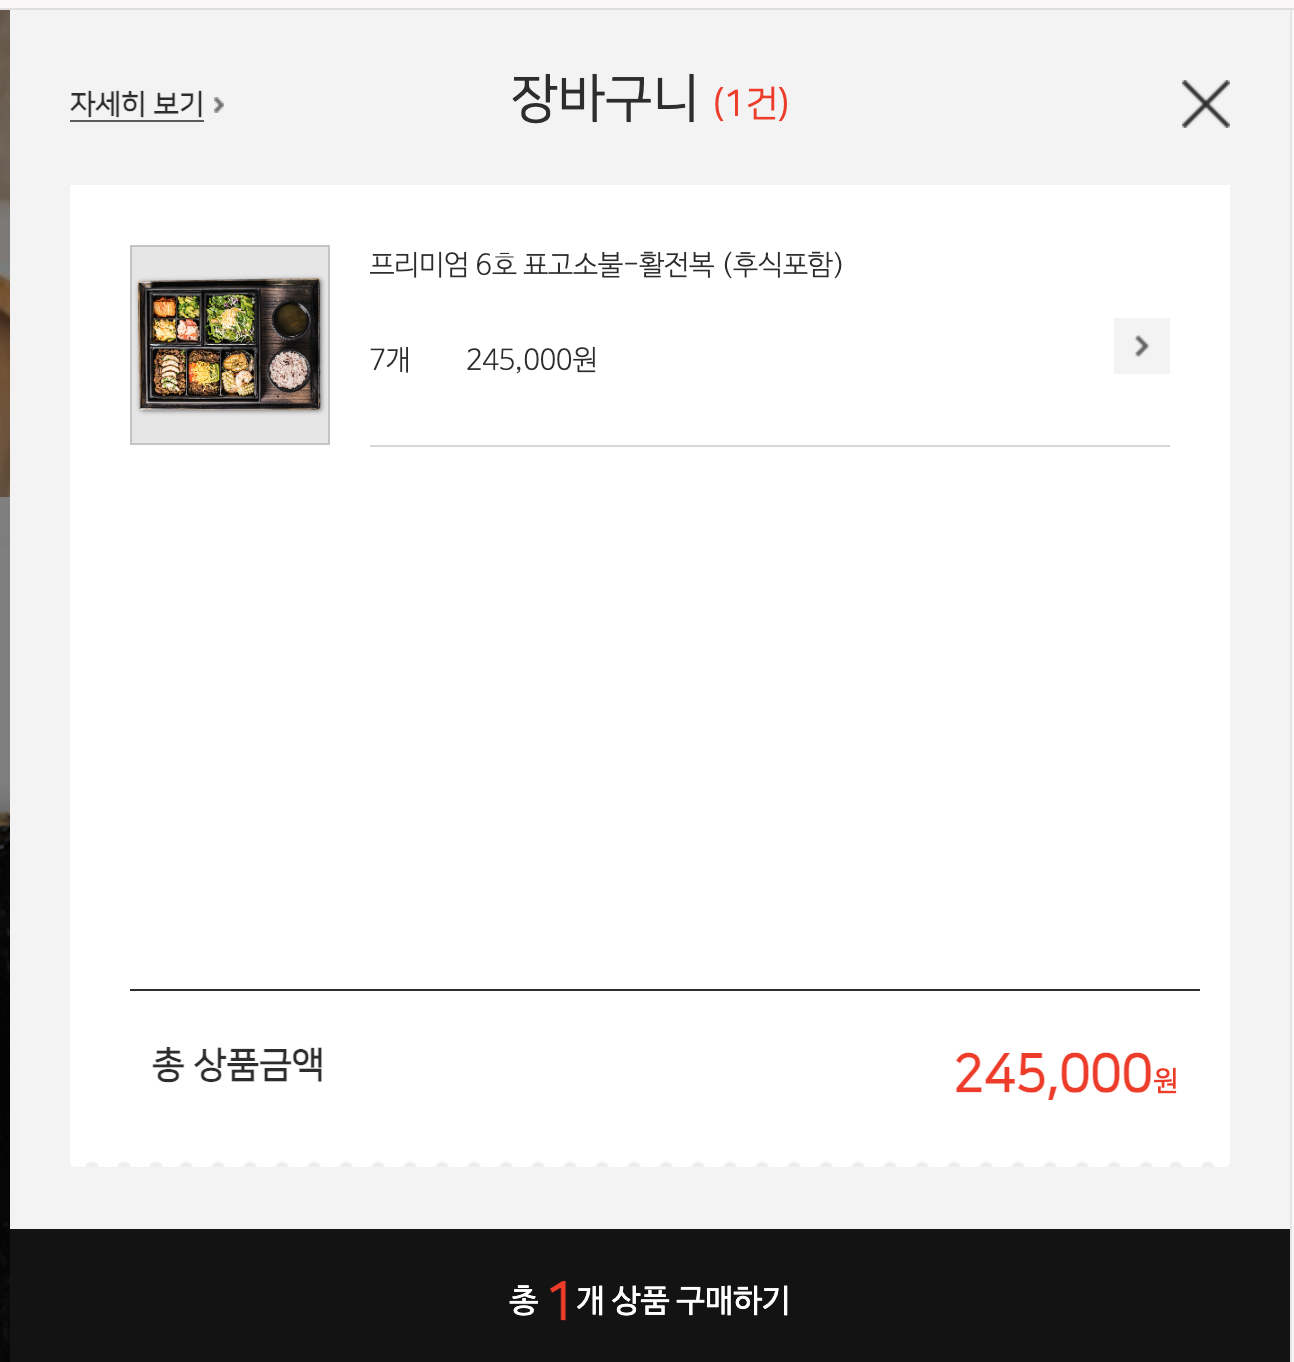 자세히 보기
장바구니 (1건)
프리미엄 6호 표고소불-활전복 (후식포함)
7개 245,000원
총 상품금액
245,000원
총 1개 상품 구매하기